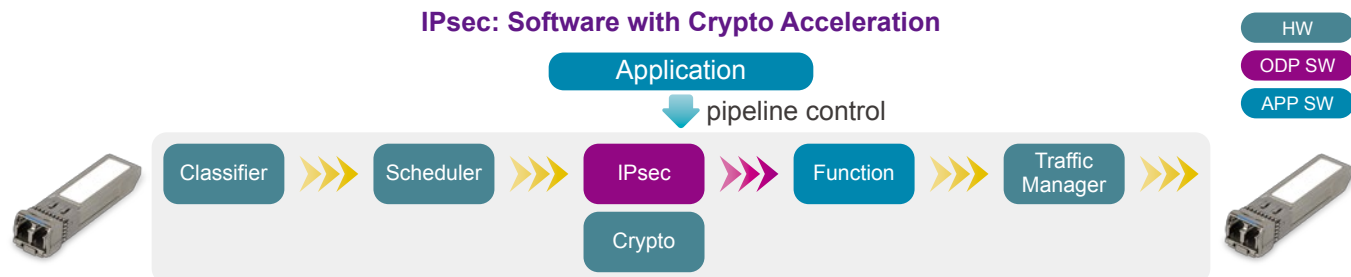 IPsec: Software with Crypto Acceleration
HW
Application
ODP SW
pipeline control
APP SW
Classifier
Scheduler
IPsec
Function
Traffic
Manager
Crypto